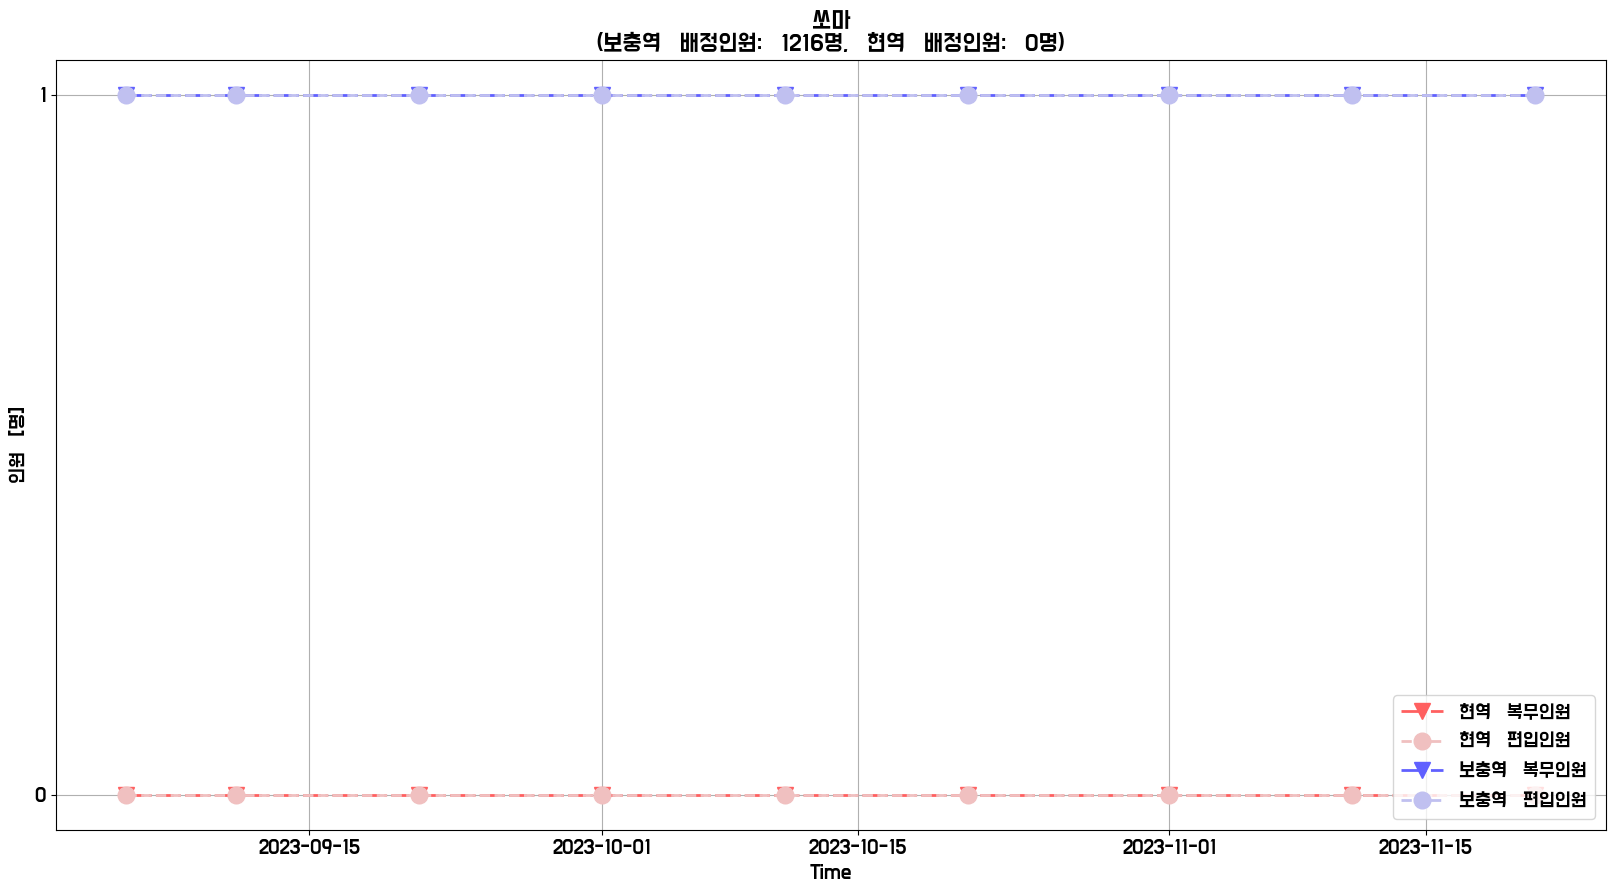 쏘마
(보충역 배정인원: 1216명, 현역 배정인원: 0명)
1
인원 [명]
0
현역 복무인원
현역 편입인원
보충역 복무인원
보충역 편입인원
2023-09-15 2023-10-01 2023-10-15 2023-11-01 2023-11-15
Time